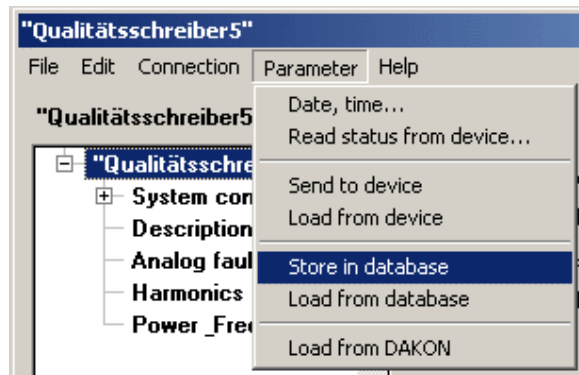 "Qualitätsschreiber5"
File Edit Connection Parameter Help
"Qualitätsschreiber5
Date, time...
Read status from device...
Send to device
Load from device
Store in database
Load from database
Load from DAKON
"Qualitätsschre
System con
Description
Analog faul
Harmonics
Power _Fre